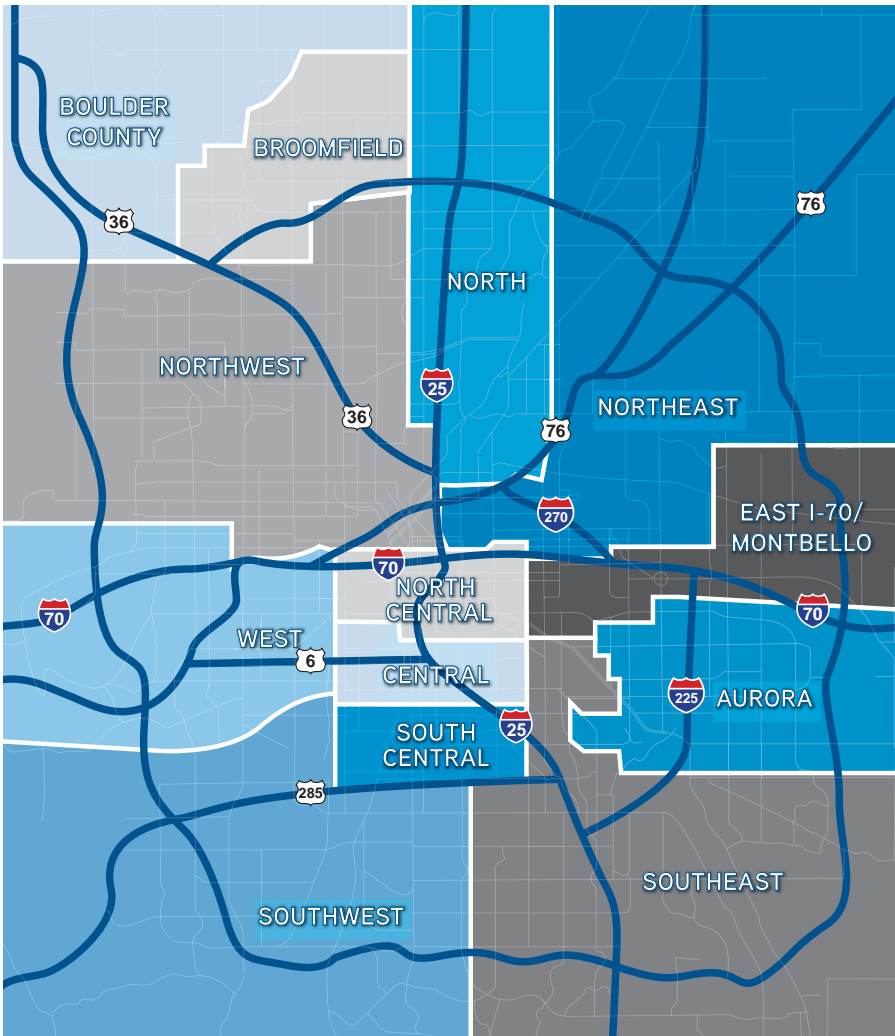 BOULDER
COUNTY
BROOMFIELD
36
76
NORTH
NORTHWEST
25
36
NORTHEAST
76
270
EAST I-70/
MONTBELLO
70
NORTH
CENTRAL
70
70
WEST
6
CENTRAL
225
AURORA
25
SOUTH
CENTRAL
285
SOUTHEAST
SOUTHWEST